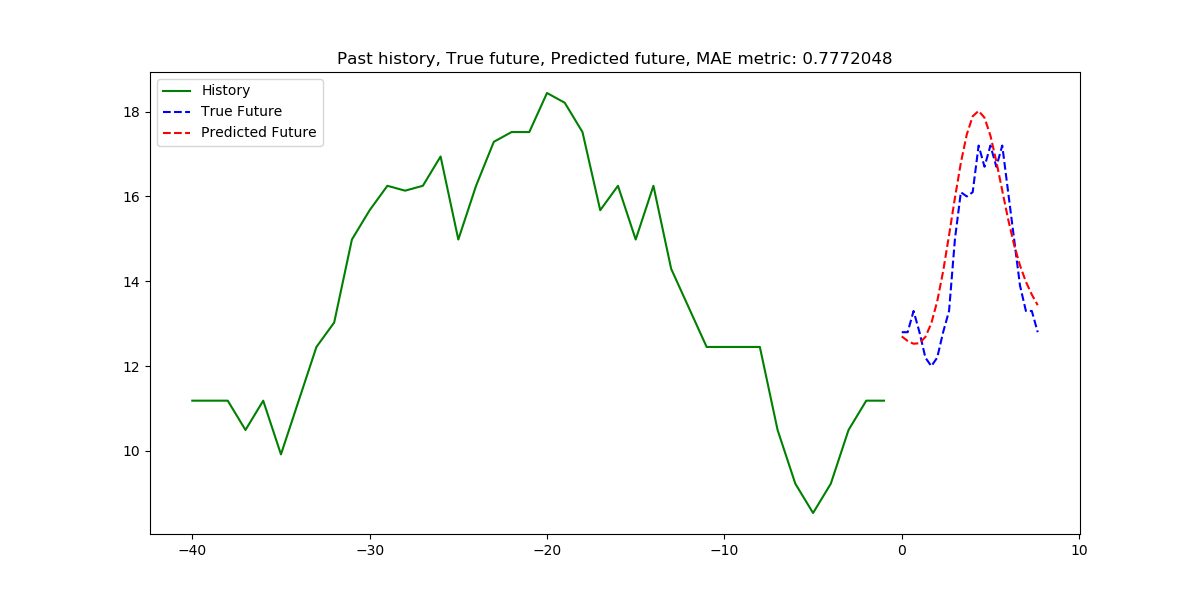 Past history, True future, Predicted future, MAE metric: 0.7772048
History
True Future
Predicted Future
18
16
14
12
10
−40
−30
−20
−10
0
10